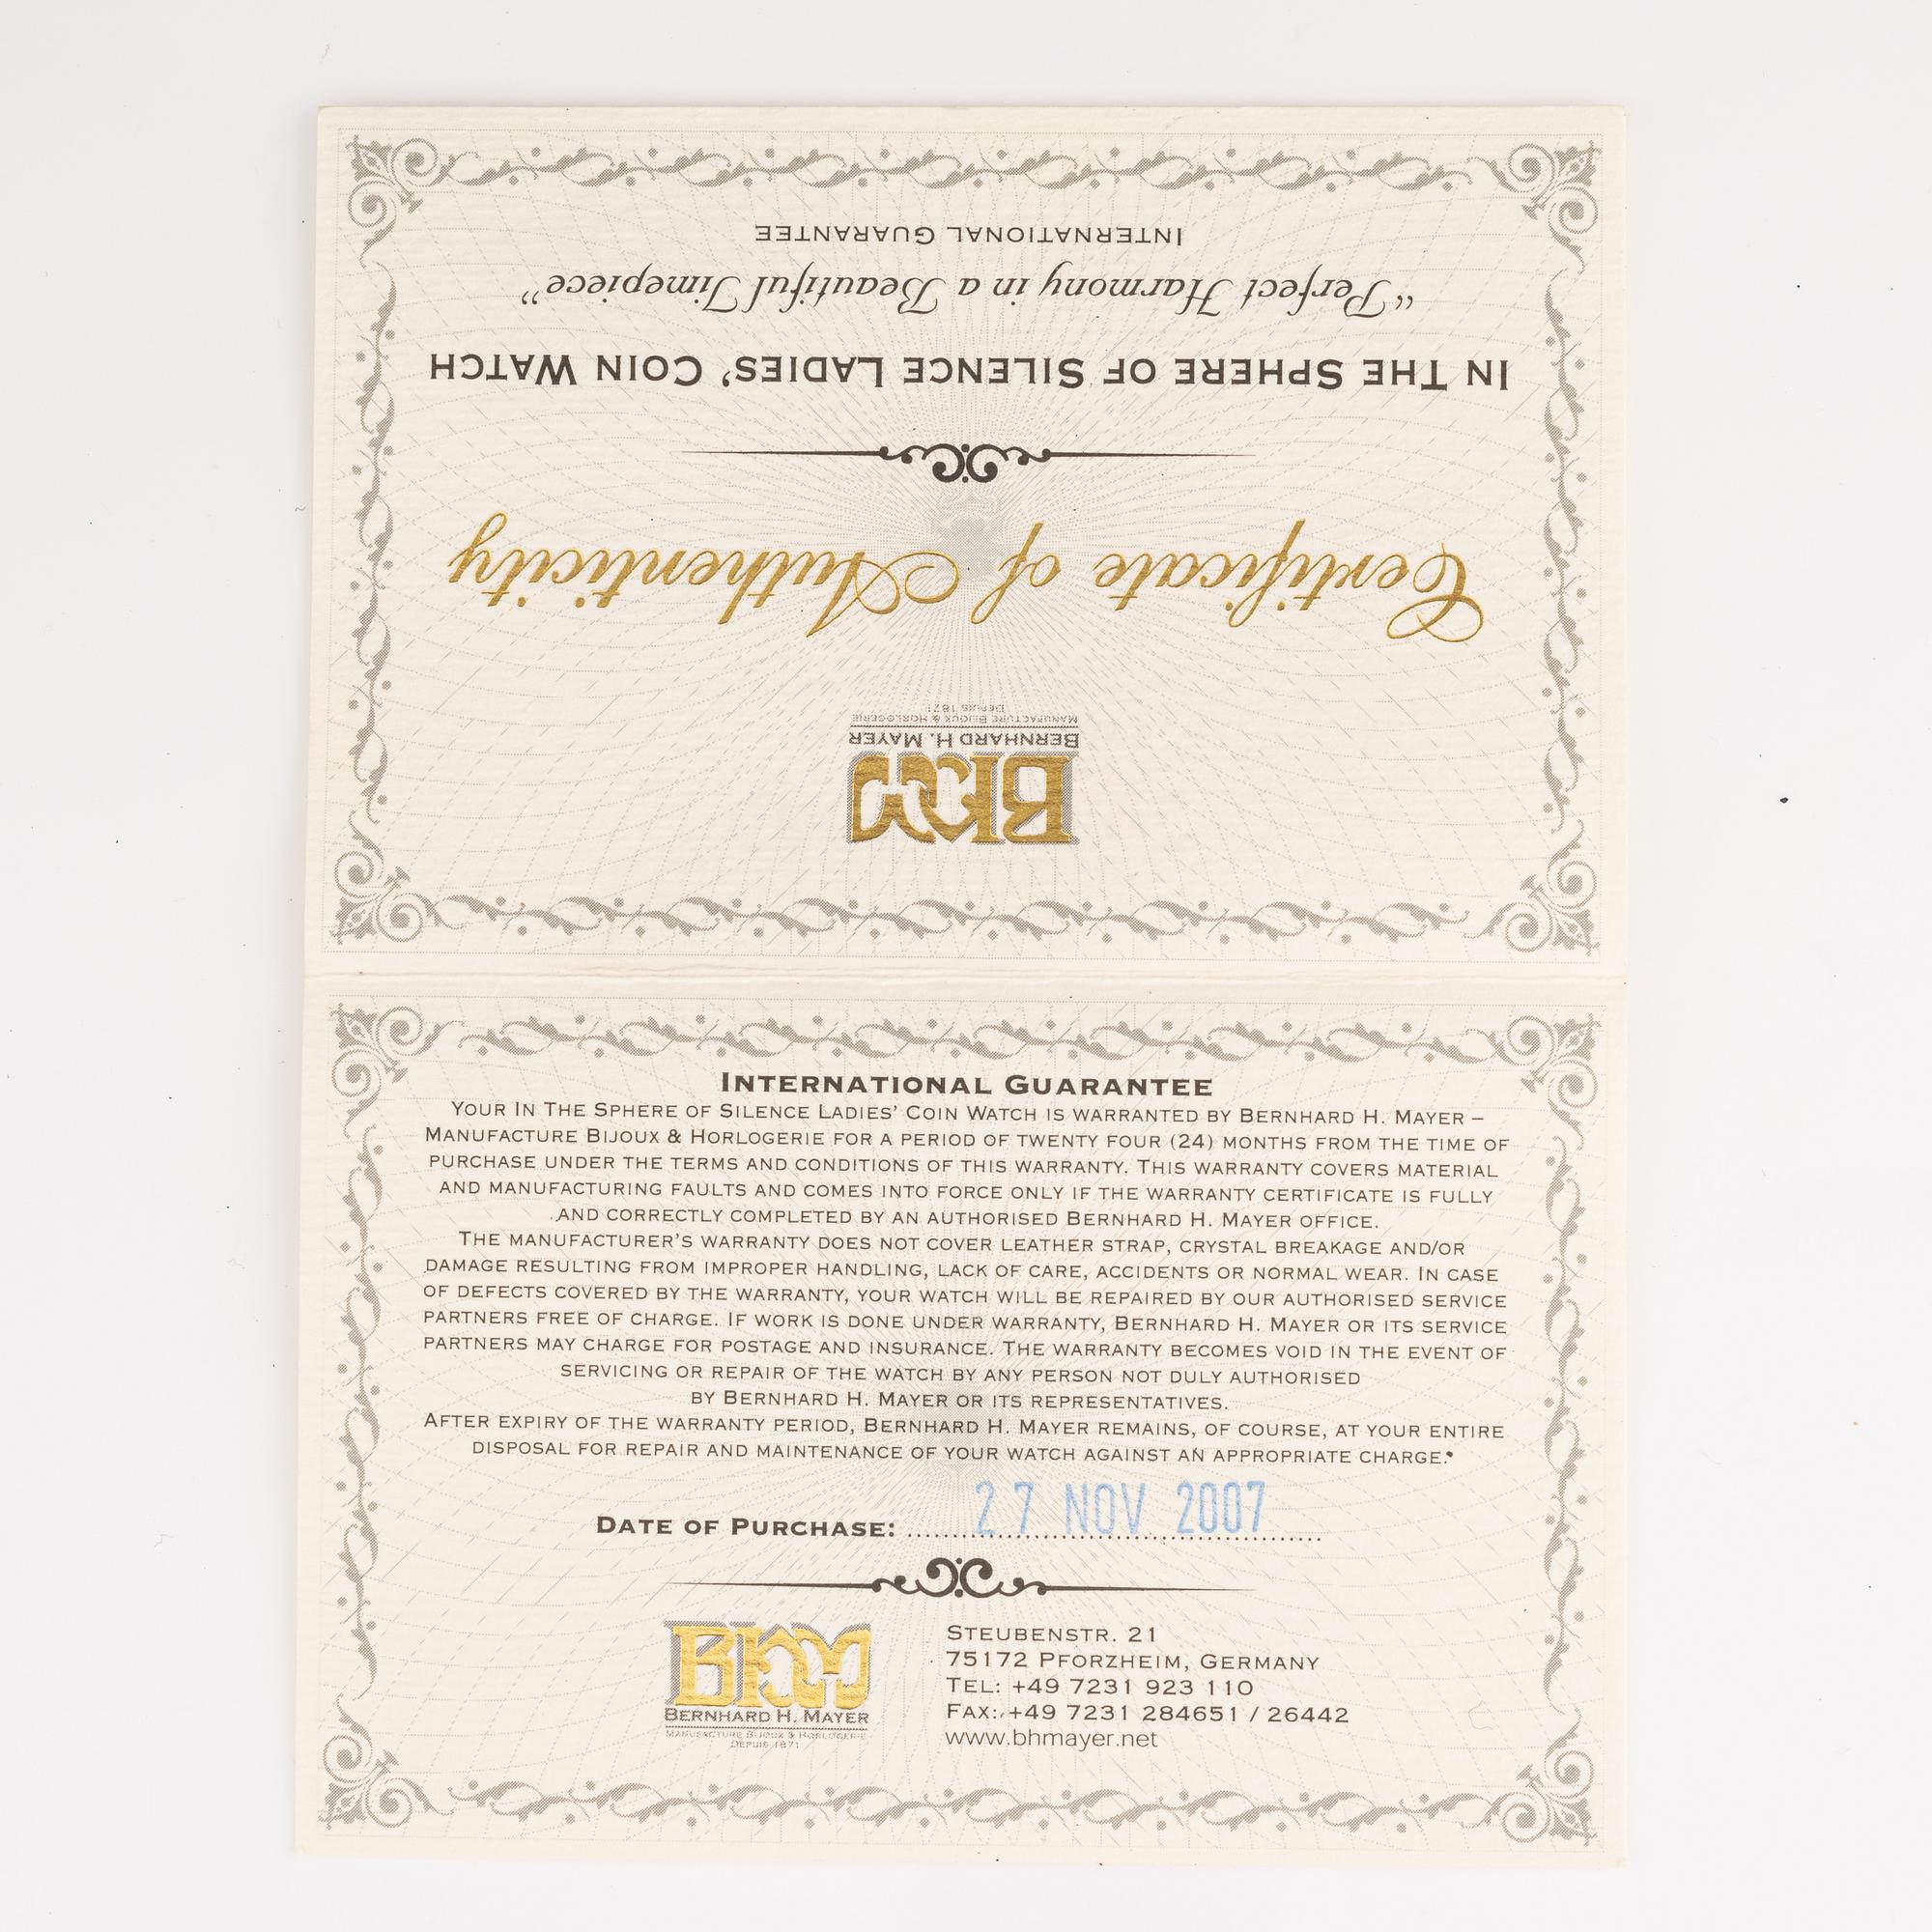 BHM
BERNHARD H. MAYER
MANUFACTURE BIJOUX & HORLOGERIE
DEPUIS 1871
Certificate of Authenticity
IN THE SPHERE OF SILENCE LADIES' COIN WATCH
"Perfect Harmony in a Beautiful Timepiece"
INTERNATIONAL GUARANTEE
INTERNATIONAL GUARANTEE
YOUR IN THE SPHERE OF SILENCE LADIES' COIN WATCH IS WARRANTED BY BERNHARD H. MAYER –
MANUFACTURE BIJOUX & HORLOGERIE FOR A PERIOD OF TWENTY FOUR (24) MONTHS FROM THE TIME OF
PURCHASE UNDER THE TERMS AND CONDITIONS OF THIS WARRANTY. THIS WARRANTY COVERS MATERIAL
AND MANUFACTURING FAULTS AND COMES INTO FORCE ONLY IF THE WARRANTY CERTIFICATE IS FULLY
AND CORRECTLY COMPLETED BY AN AUTHORISED BERNHARD H. MAYER OFFICE.
THE MANUFACTURER'S WARRANTY DOES NOT COVER LEATHER STRAP, CRYSTAL BREAKAGE AND/OR
DAMAGE RESULTING FROM IMPROPER HANDLING, LACK OF CARE, ACCIDENTS OR NORMAL WEAR. IN CASE
OF DEFECTS COVERED BY THE WARRANTY, YOUR WATCH WILL BE REPAIRED BY OUR AUTHORISED SERVICE
PARTNERS FREE OF CHARGE. IF WORK IS DONE UNDER WARRANTY, BERNHARD H. MAYER OR ITS SERVICE
PARTNERS MAY CHARGE FOR POSTAGE AND INSURANCE. THE WARRANTY BECOMES VOID IN THE EVENT OF
SERVICING OR REPAIR OF THE WATCH BY ANY PERSON NOT DULY AUTHORISED
BY BERNHARD H. MAYER OR ITS REPRESENTATIVES.
AFTER EXPIRY OF THE WARRANTY PERIOD, BERNHARD H. MAYER REMAINS, OF COURSE, AT YOUR ENTIRE
DISPOSAL FOR REPAIR AND MAINTENANCE OF YOUR WATCH AGAINST AN APPROPRIATE CHARGE.
DATE OF PURCHASE: 27 NOV 2007
BHM
BERNHARD H. MAYER
MANUFACTURE BIJOUX & HORLOGERIE
DEPUIS 1871
STEUBENSTR. 21
75172 PFORZHEIM, GERMANY
TEL: +49 7231 923 110
FAX: +49 7231 284651 / 26442
www.bhmayer.net